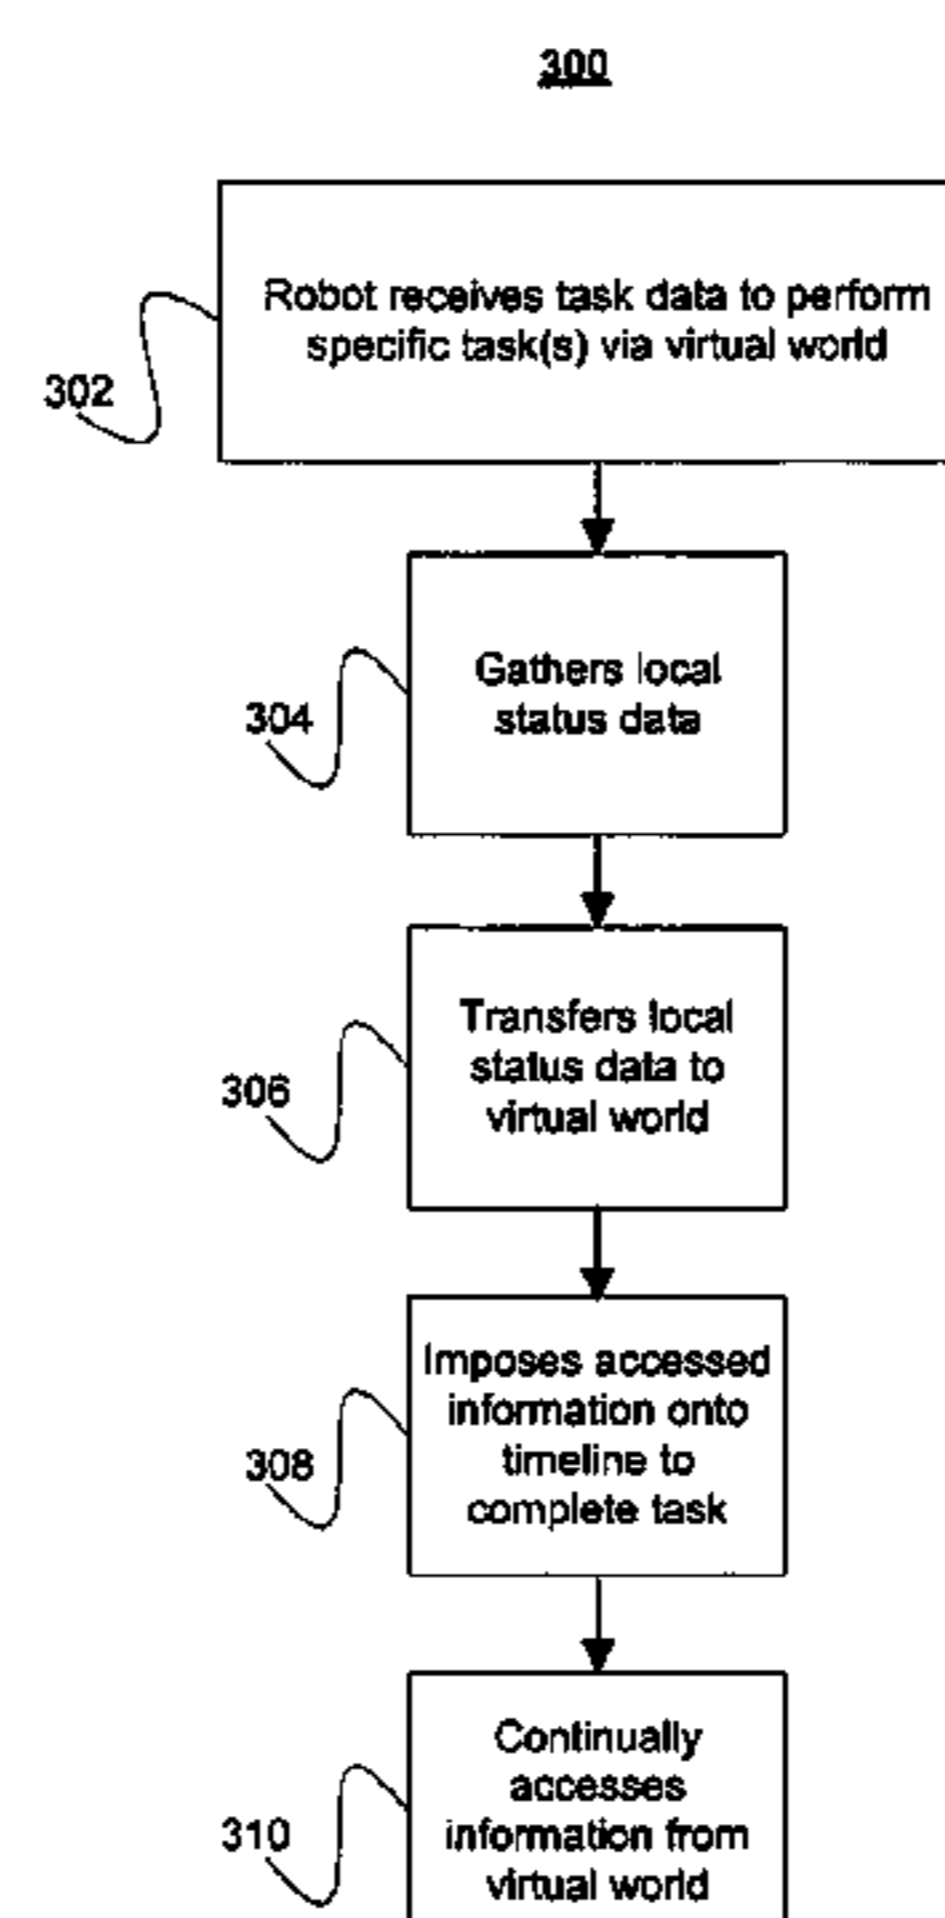 300
Robot receives task data to perform
specific task(s) via virtual world
302
Gathers local
status data
304
Transfers local
status data to
virtual world
306
Imposes accessed
information onto
timeline to
complete task
308
Continually
accesses
information from
virtual world
310